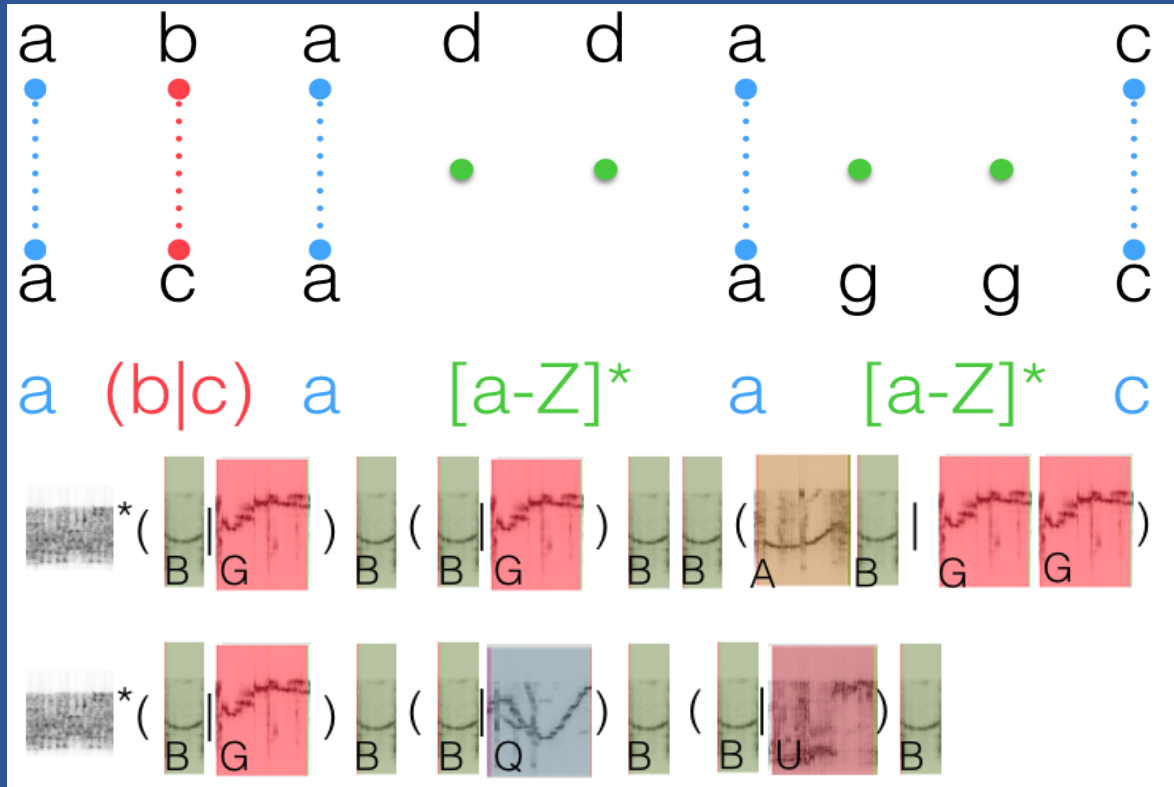 a b a d d a c
a c a a g g c
a (b|c) a [a-Z]* a [a-Z]* c
*( B | G ) B ( B | G ) B B ( A B | G G )
*( B | G ) B ( B | Q ) B ( B | U ) B